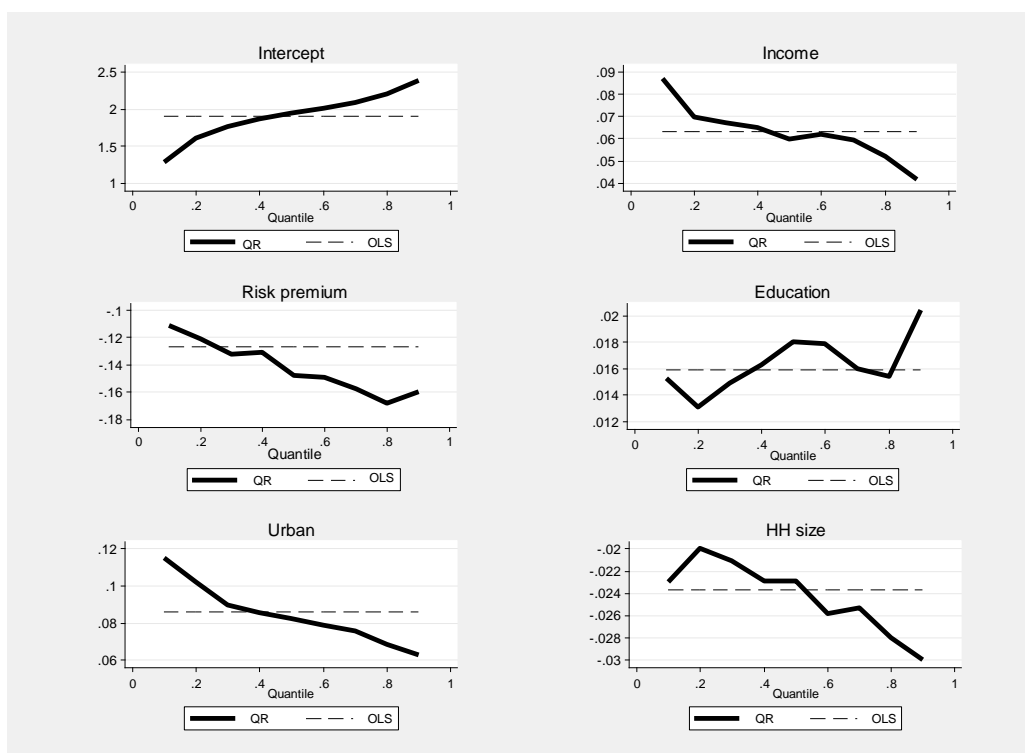 Intercept
2.5
2
1.5
1
0 .2 .4 .6 .8 1
Quantile
QR OLS
Income
.09
.08
.07
.06
.05
.04
0 .2 .4 .6 .8 1
Quantile
QR OLS
Risk premium
-.1
-.12
-.14
-.16
-.18
0 .2 .4 .6 .8 1
Quantile
QR OLS
Education
.02
.018
.016
.014
.012
0 .2 .4 .6 .8 1
Quantile
QR OLS
Urban
.12
.1
.08
.06
0 .2 .4 .6 .8 1
Quantile
QR OLS
HH size
-.02
-.022
-.024
-.026
-.028
-.03
0 .2 .4 .6 .8 1
Quantile
QR OLS